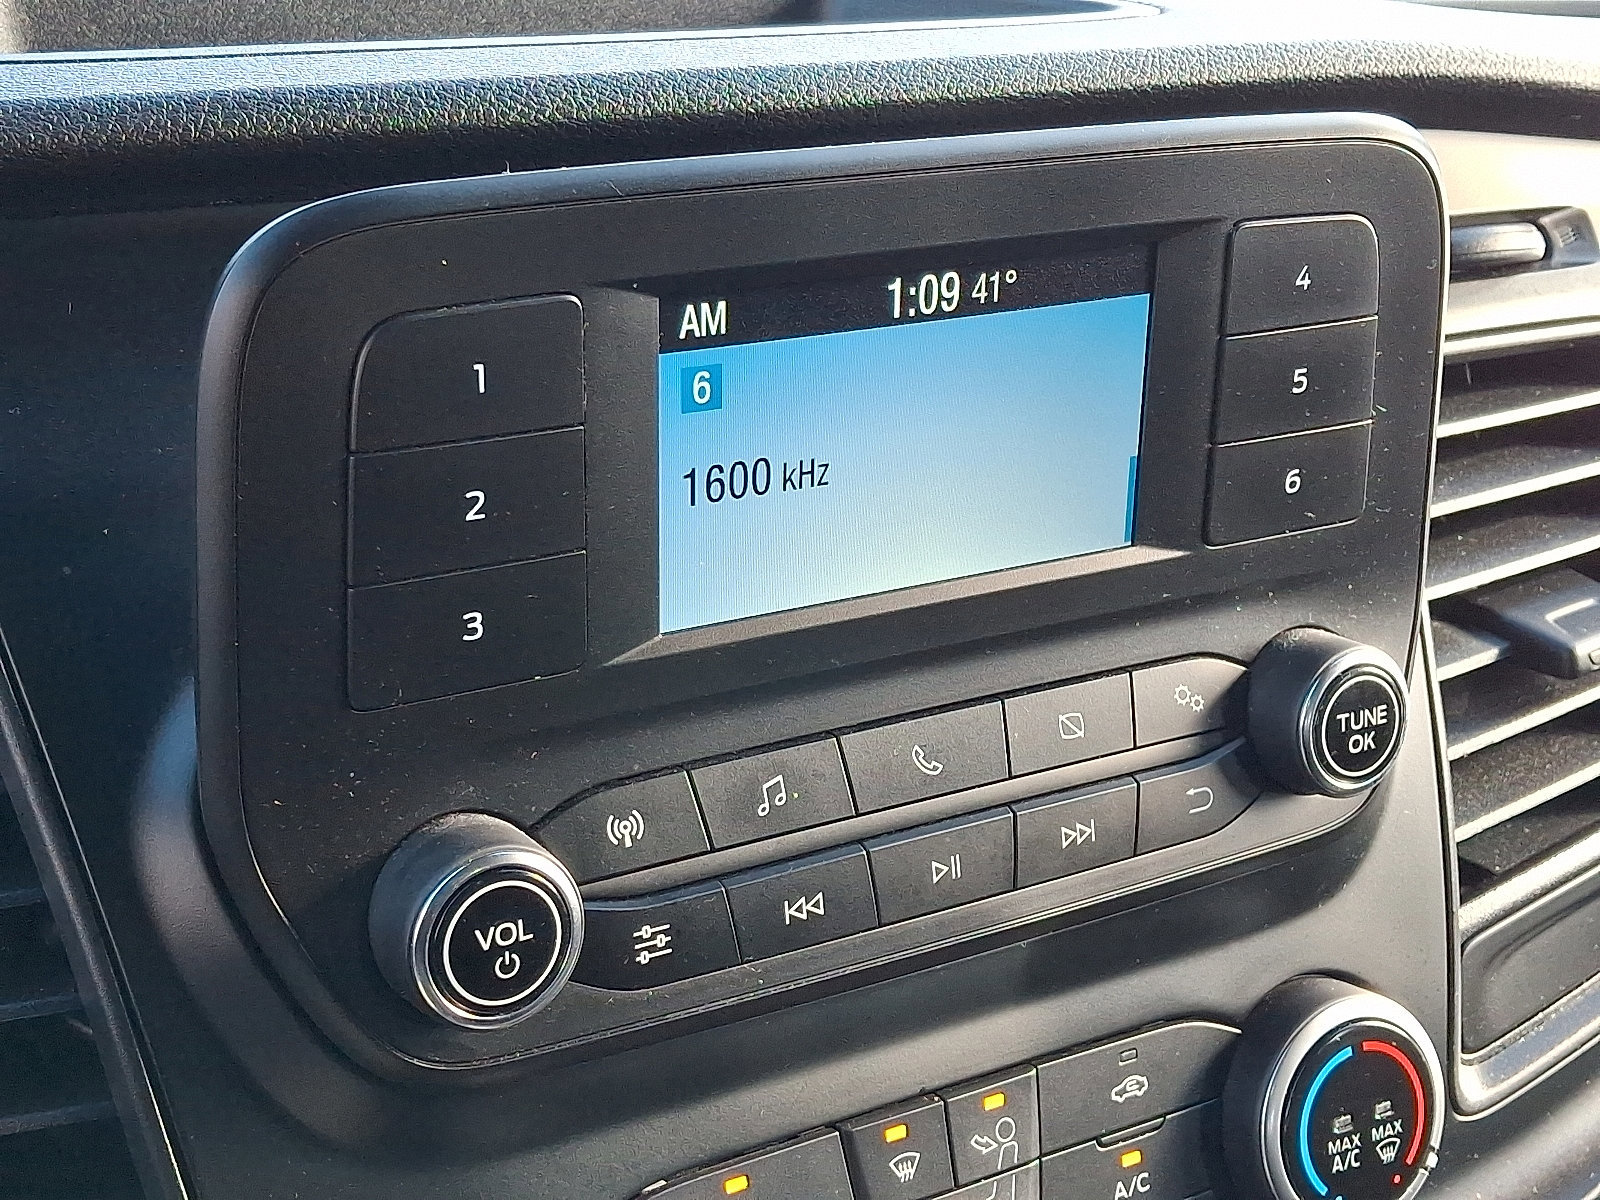 AM 1:09 41°
6
1600 kHz
1
2
3
4
5
6
TUNE
OK
VOL
A/C
MAX
A/C
MAX